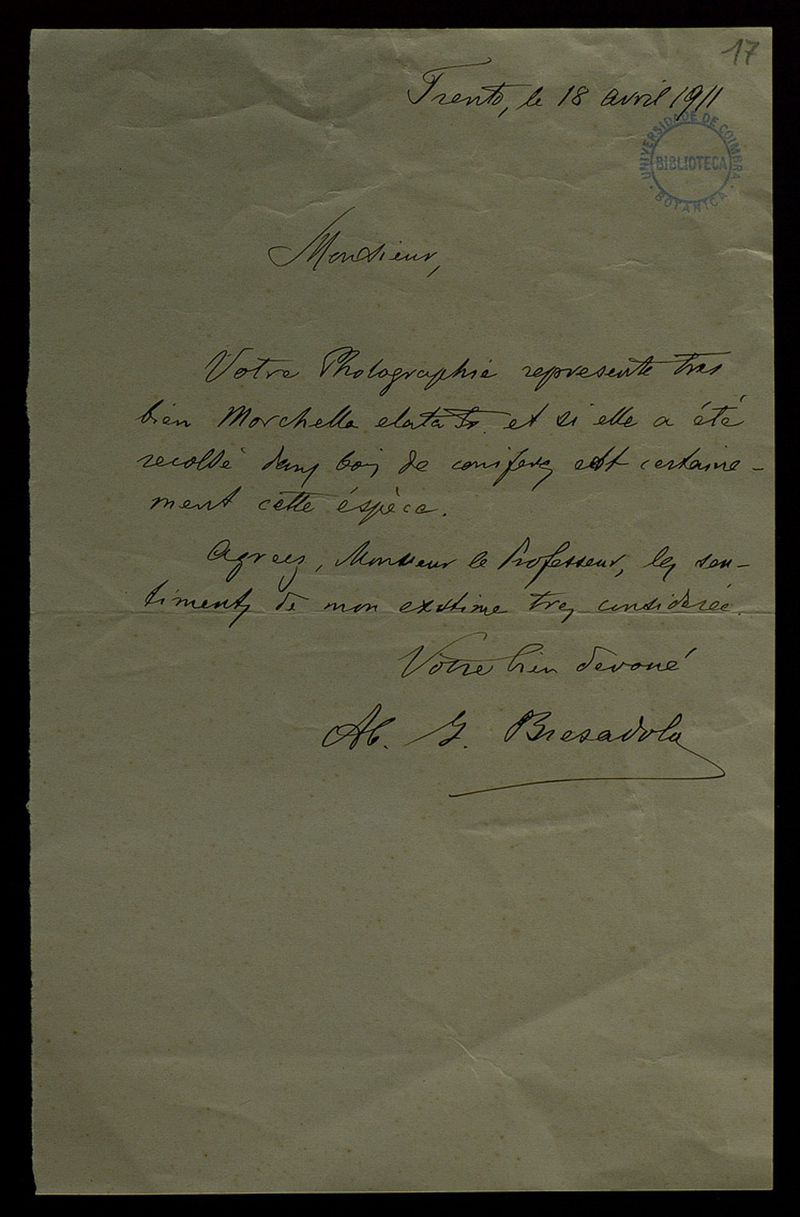 17
Trento, le 18 avril 1911
UNIVERSIDADE DE COIMBRA
BIBLIOTECA
BOTANICA
Monsieur,
Votre Photographie represente tres
bien Morchella elata Fr. et si elle a été
recolté dans bois de coniferes est certaine-
ment cette éspèce.
Agreez, Monsieur le Professeur, les sen-
timents de mon exstime tres considerée.
Votre bien devoué
Ab. G. Bresadola